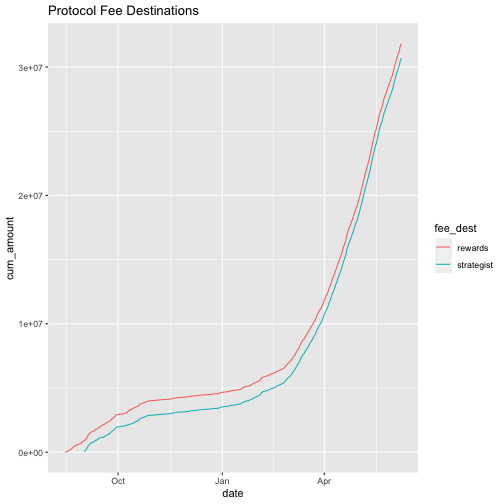 Protocol Fee Destinations
cum_amount
3e+07
2e+07
1e+07
0e+00
Oct
Jan
Apr
date
fee_dest
rewards
strategist